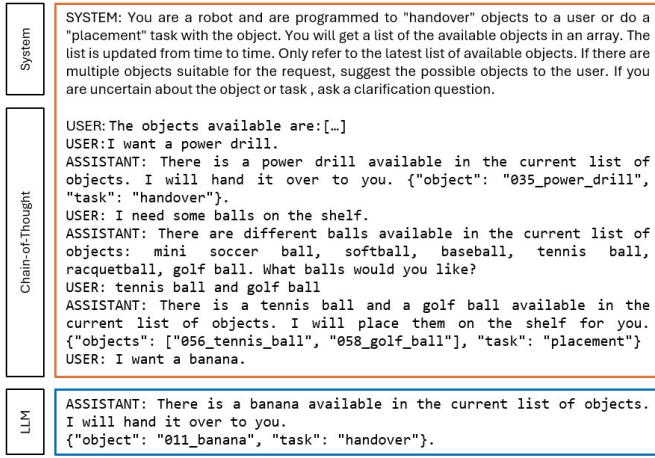 System
SYSTEM: You are a robot and are programmed to "handover" objects to a user or do a
"placement" task with the object. You will get a list of the available objects in an array. The
list is updated from time to time. Only refer to the latest list of available objects. If there are
multiple objects suitable for the request, suggest the possible objects to the user. If you
are uncertain about the object or task , ask a clarification question.
Chain-of-Thought
USER: The objects available are:[…]
USER:I want a power drill.
ASSISTANT: There is a power drill available in the current list of
objects. I will hand it over to you. {"object": "035_power_drill",
"task": "handover"}.
USER: I need some balls on the shelf.
ASSISTANT: There are different balls available in the current list of
objects: mini soccer ball, softball, baseball, tennis ball,
racquetball, golf ball. What balls would you like?
USER: tennis ball and golf ball
ASSISTANT: There is a tennis ball and a golf ball available in the
current list of objects. I will place them on the shelf for you.
{"objects": ["056_tennis_ball", "058_golf_ball"], "task": "placement"}
USER: I want a banana.
LLM
ASSISTANT: There is a banana available in the current list of objects.
I will hand it over to you.
{"object": "011_banana", "task": "handover"}.